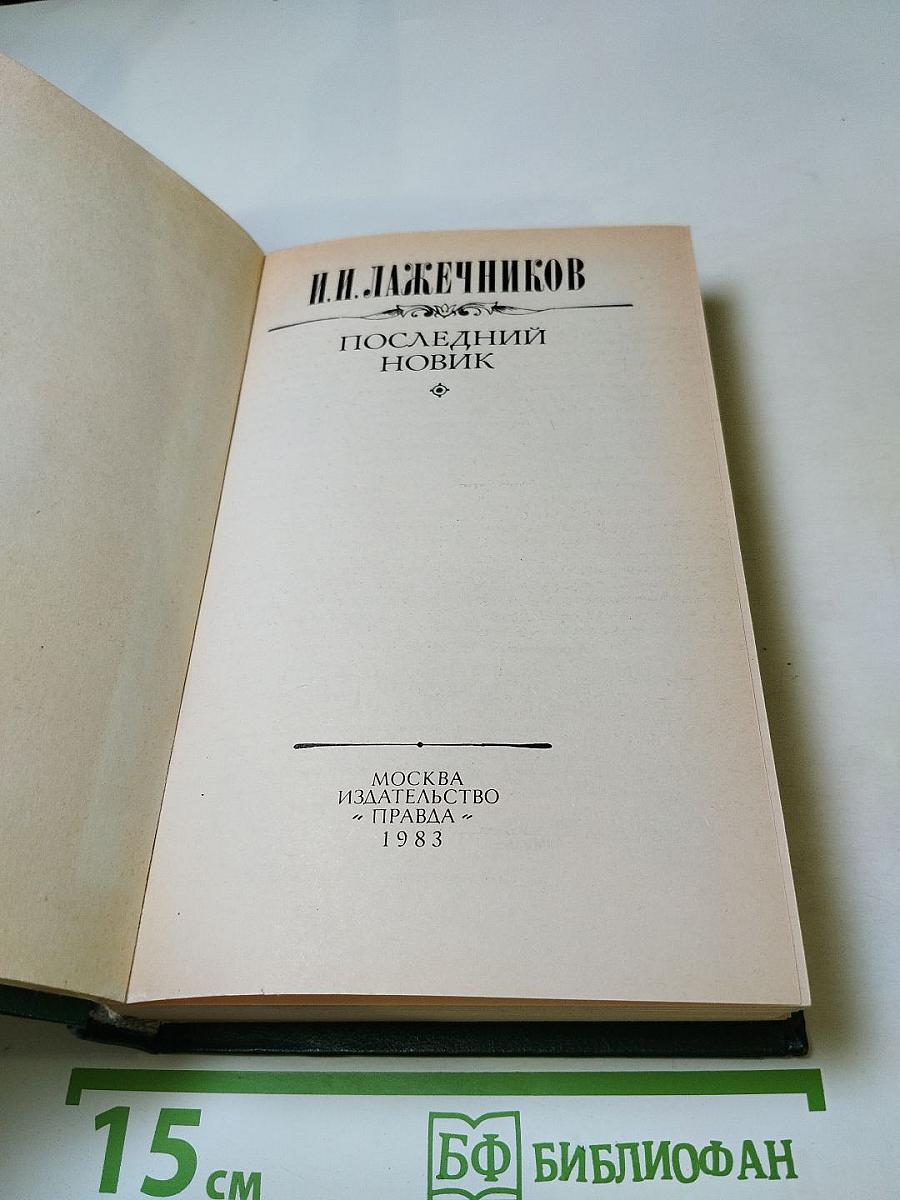 И.И.ЛАЖЕЧНИКОВ
ПОСЛЕДНИЙ
НОВИК
МОСКВА
ИЗДАТЕЛЬСТВО
„ ПРАВДА „
1983
15 см
БФ БИБЛИОФАН